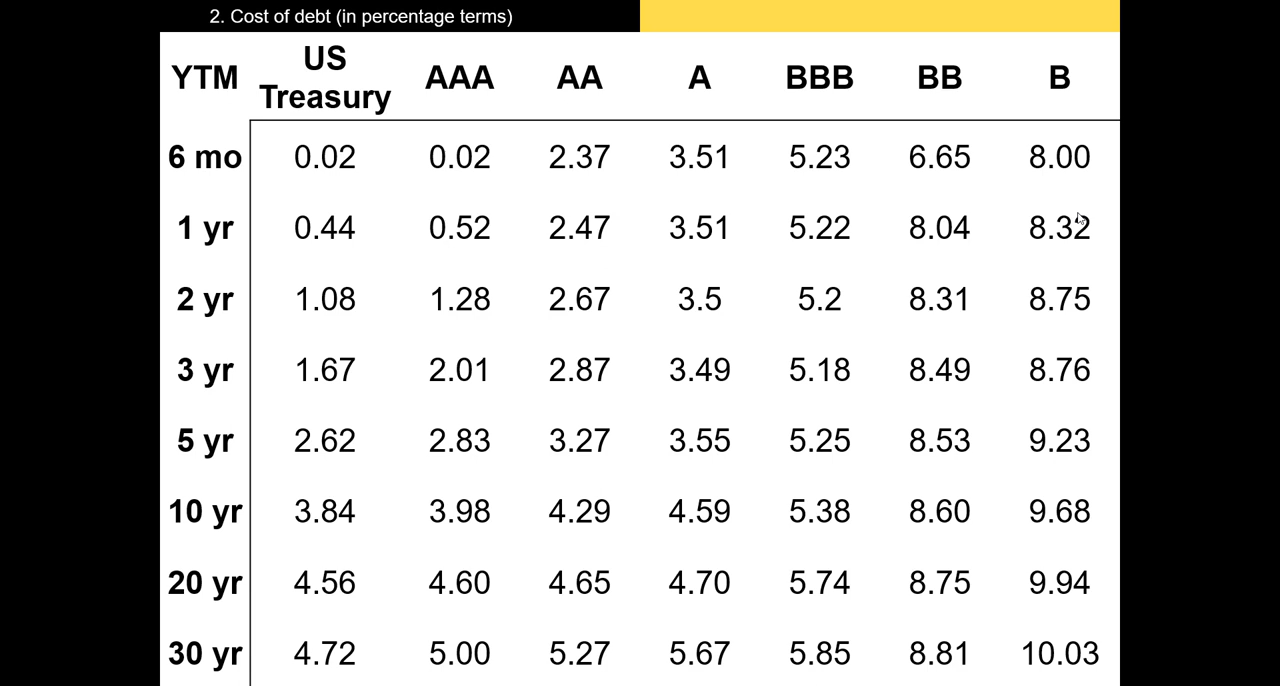 2. Cost of debt (in percentage terms)
YTM US Treasury AAA AA A BBB BB B
6 mo 0.02 0.02 2.37 3.51 5.23 6.65 8.00
1 yr 0.44 0.52 2.47 3.51 5.22 8.04 8.32
2 yr 1.08 1.28 2.67 3.5 5.2 8.31 8.75
3 yr 1.67 2.01 2.87 3.49 5.18 8.49 8.76
5 yr 2.62 2.83 3.27 3.55 5.25 8.53 9.23
10 yr 3.84 3.98 4.29 4.59 5.38 8.60 9.68
20 yr 4.56 4.60 4.65 4.70 5.74 8.75 9.94
30 yr 4.72 5.00 5.27 5.67 5.85 8.81 10.03